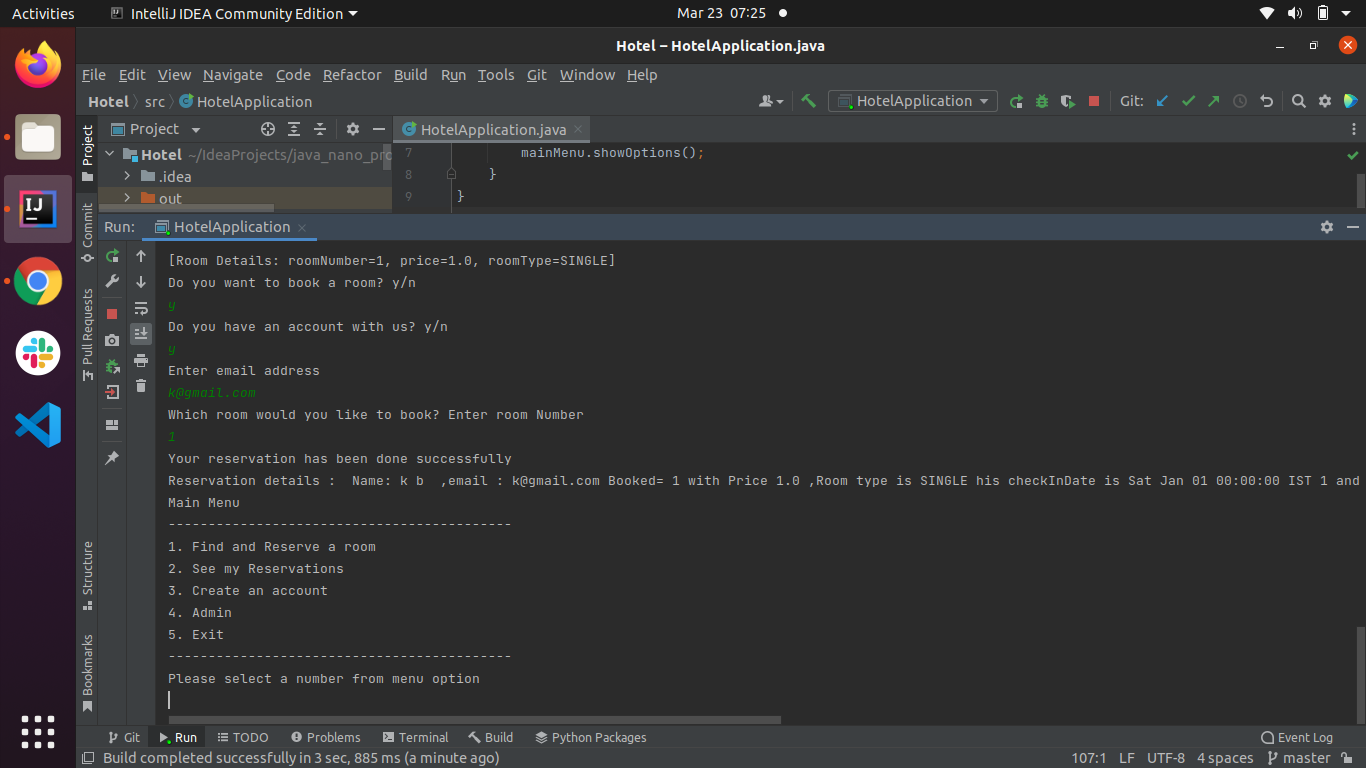 Activities IntelliJ IDEA Community Edition Mar 23 07:25
Hotel – HotelApplication.java
File Edit View Navigate Code Refactor Build Run Tools Git Window Help
Hotel src HotelApplication HotelApplication Git:
Project HotelApplication.java
Hotel ~/IdeaProjects/java_nano_pro 7 mainMenu.showOptions();
.idea 8 }
out 9 }
Run: HotelApplication
[Room Details: roomNumber=1, price=1.0, roomType=SINGLE]
Do you want to book a room? y/n
y
Do you have an account with us? y/n
y
Enter email address
k@gmail.com
Which room would you like to book? Enter room Number
1
Your reservation has been done successfully
Reservation details :  Name: k b  ,email : k@gmail.com Booked= 1 with Price 1.0 ,Room type is SINGLE his checkInDate is Sat Jan 01 00:00:00 IST 1 and
Main Menu
-------------------------------------------
1. Find and Reserve a room
2. See my Reservations
3. Create an account
4. Admin
5. Exit
-------------------------------------------
Please select a number from menu option
Project
Commit
Pull Requests
Structure
Bookmarks
Git Run TODO Problems Terminal Build Python Packages Event Log
Build completed successfully in 3 sec, 885 ms (a minute ago) 107:1 LF UTF-8 4 spaces master